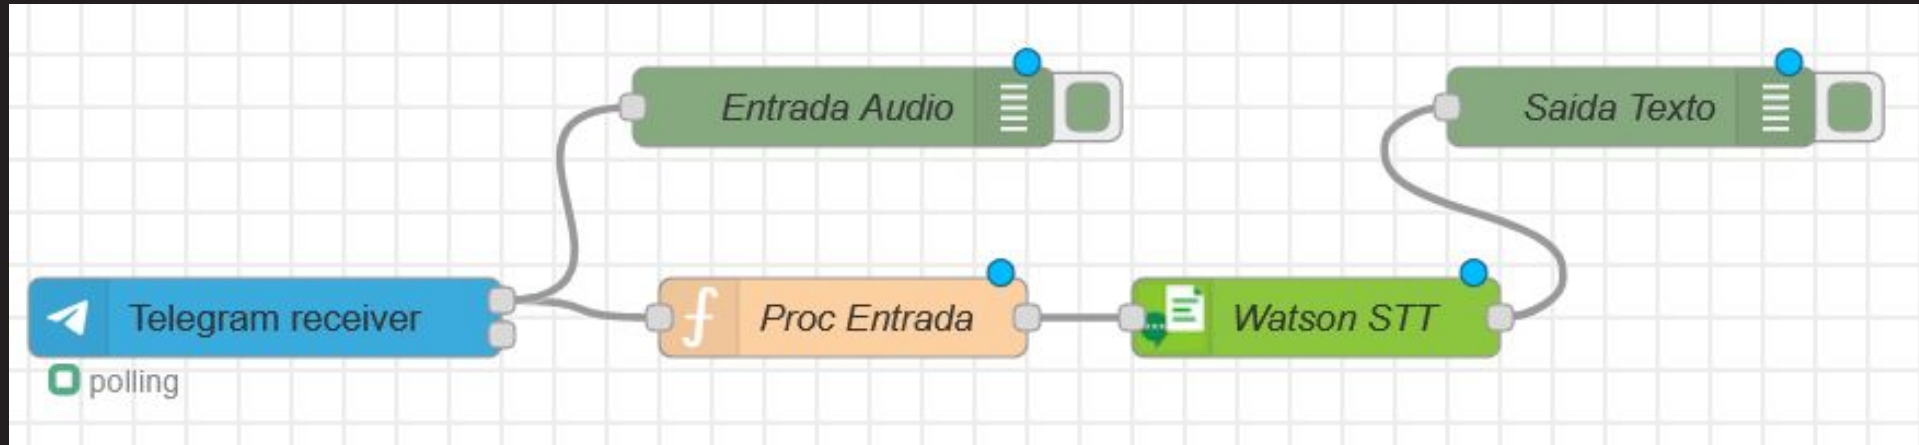 Entrada Audio
Saida Texto
Telegram receiver
Proc Entrada
Watson STT
polling